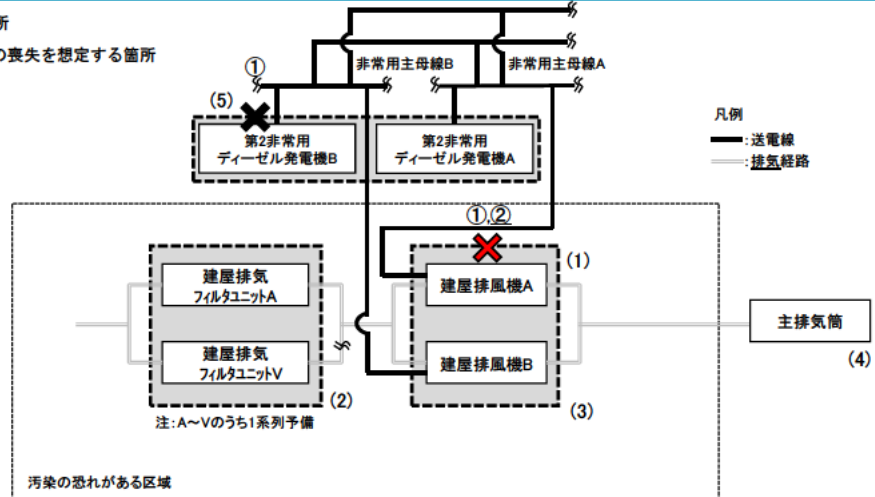 所
の喪失を想定する箇所
①
非常用主母線B
非常用主母線A
(5)
第2非常用
ディーゼル発電機B
第2非常用
ディーゼル発電機A
凡例
:送電線
:排気経路
①,②
(1)
建屋排気
フィルタユニットA
建屋排風機A
主排気筒
(4)
建屋排気
フィルタユニットV
建屋排風機B
(2)
(3)
注:A～Vのうち1系列予備
汚染の恐れがある区域